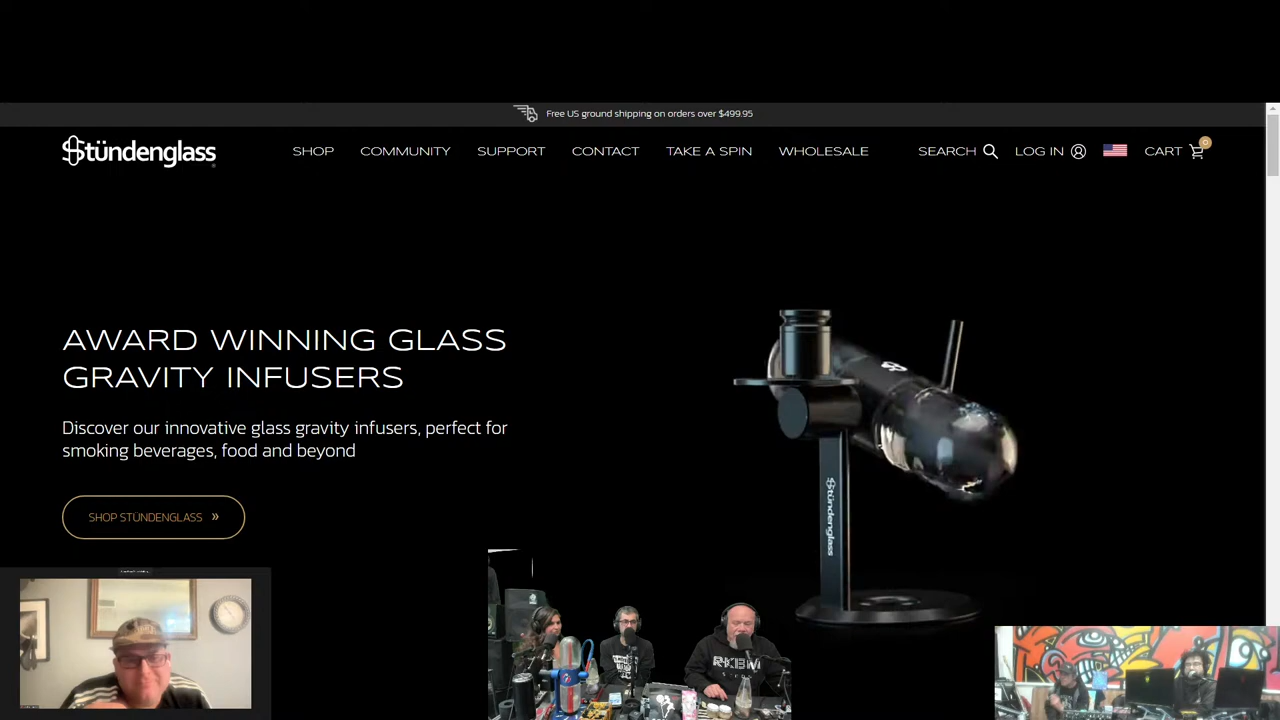 Free US ground shipping on orders over $499.95
Stündenglass
SHOP
COMMUNITY
SUPPORT
CONTACT
TAKE A SPIN
WHOLESALE
SEARCH
LOG IN
CART
0
AWARD WINNING GLASS
GRAVITY INFUSERS
Discover our innovative glass gravity infusers, perfect for
smoking beverages, food and beyond
SHOP STÜNDENGLASS »
Stündenglass
RKBW